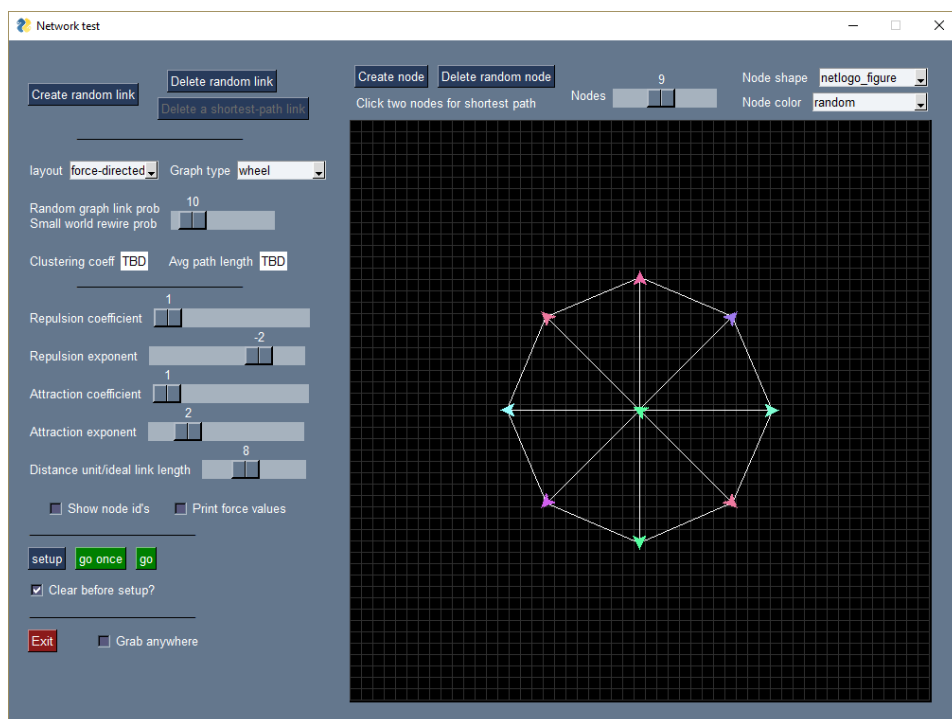 Network test
Create random link
Delete random link
Delete a shortest-path link
Create node Delete random node
Click two nodes for shortest path
Nodes 9
Node shape netlogo_figure
Node color random
layout force-directed Graph type wheel
Random graph link prob
Small world rewire prob
10
Clustering coeff TBD Avg path length TBD
Repulsion coefficient 1
Repulsion exponent -2
Attraction coefficient 1
Attraction exponent 2
Distance unit/ideal link length 8
Show node id's Print force values
setup go once go
Clear before setup?
Exit Grab anywhere